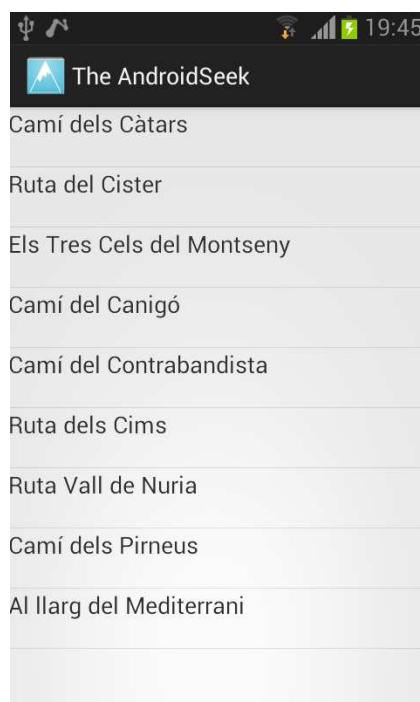 19:45
The AndroidSeek
Camí dels Càtars
Ruta del Cister
Els Tres Cels del Montseny
Camí del Canigó
Camí del Contrabandista
Ruta dels Cims
Ruta Vall de Nuria
Camí dels Pirneus
Al llarg del Mediterrani